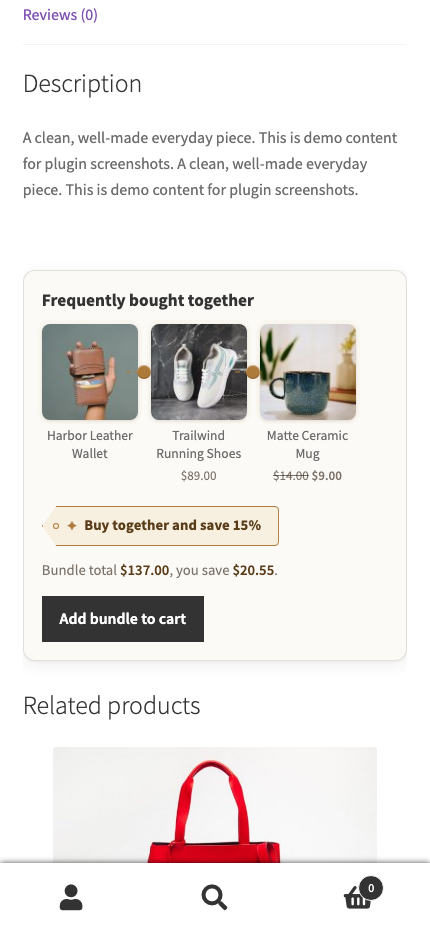 Reviews (0)
Description
A clean, well-made everyday piece. This is demo content
for plugin screenshots. A clean, well-made everyday
piece. This is demo content for plugin screenshots.
Frequently bought together
Harbor Leather
Wallet
Trailwind
Running Shoes
$89.00
Matte Ceramic
Mug
$14.00 $9.00
Buy together and save 15%
Bundle total $137.00, you save $20.55.
Add bundle to cart
Related products
0